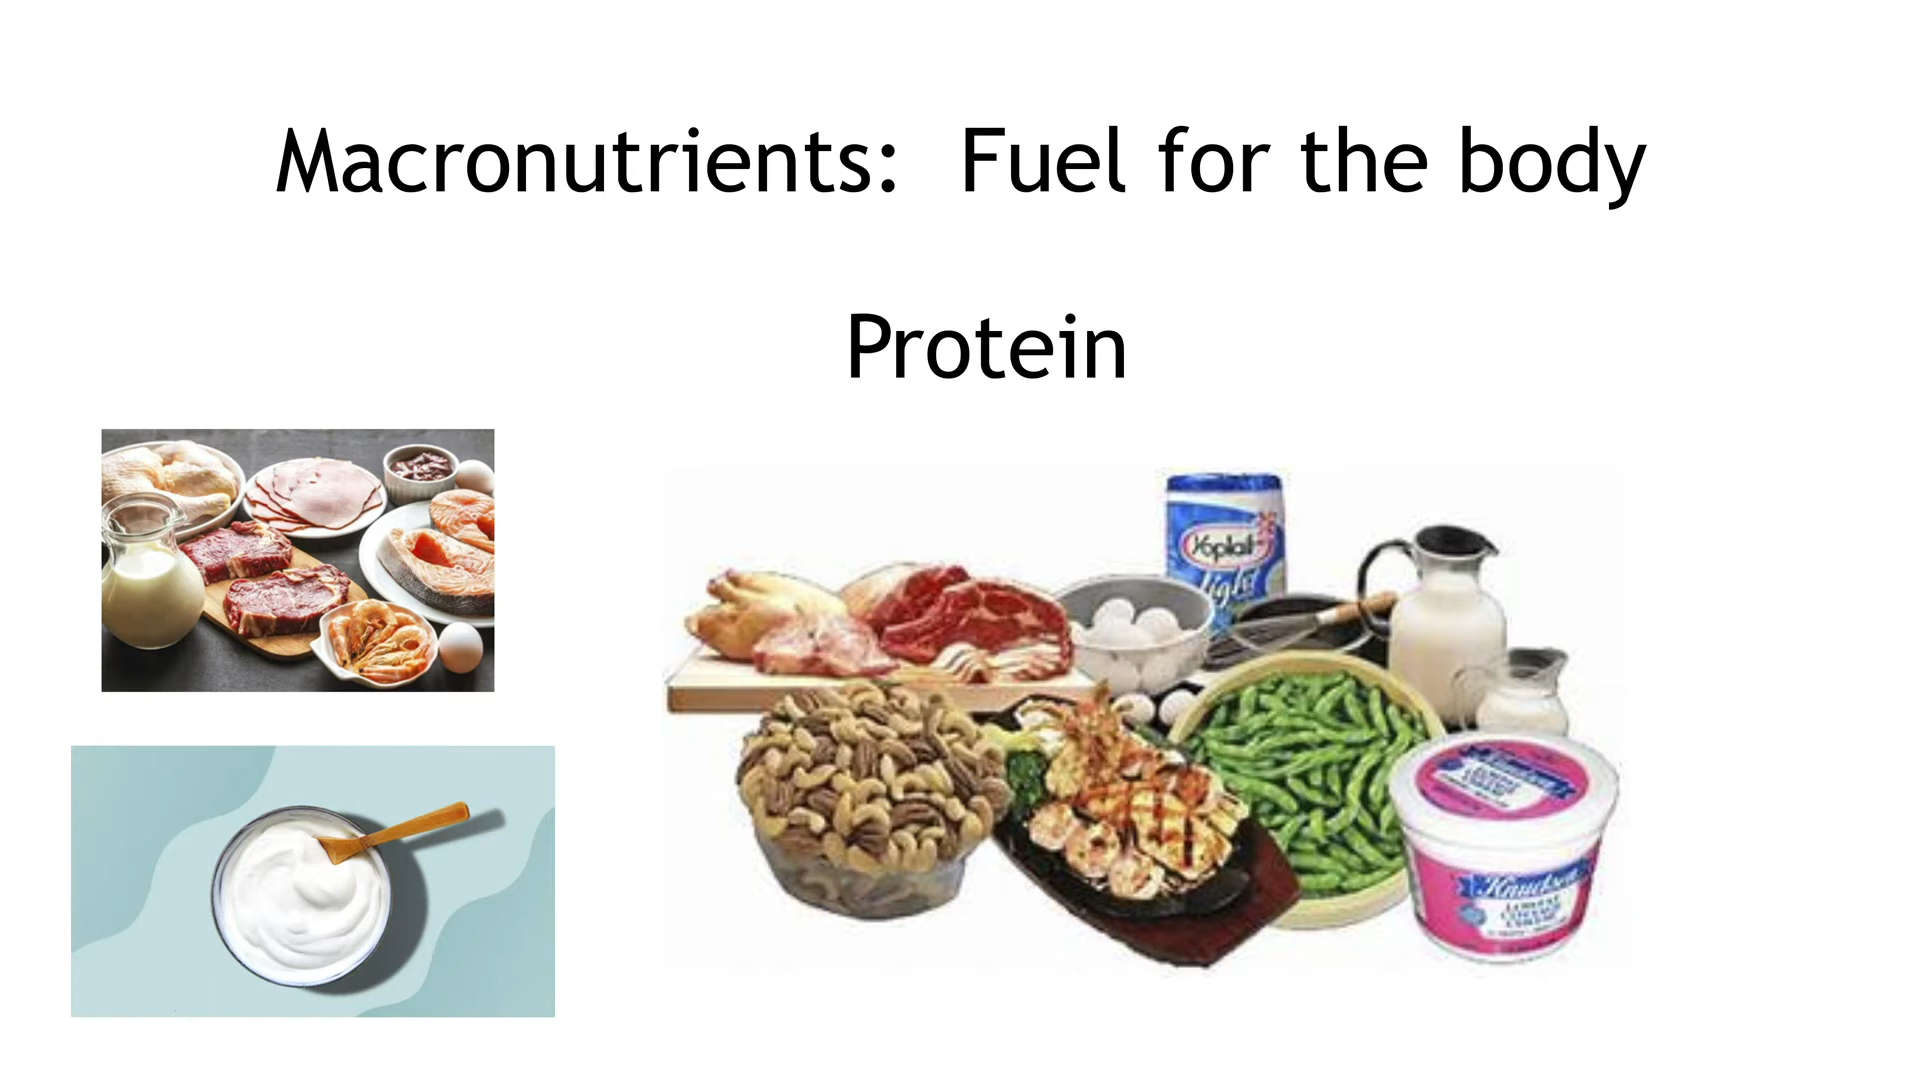 Macronutrients:  Fuel for the body
Protein
Yoplait
light
Knudsen